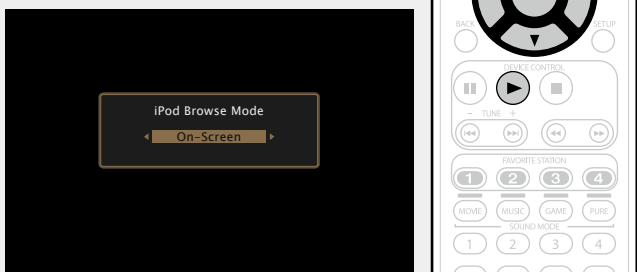 iPod Browse Mode
On-Screen
BACK
SETUP
DEVICE CONTROL
- TUNE +
FAVORITE STATION
1 2 3 4
MOVIE MUSIC GAME PURE
SOUND MODE
1 2 3 4